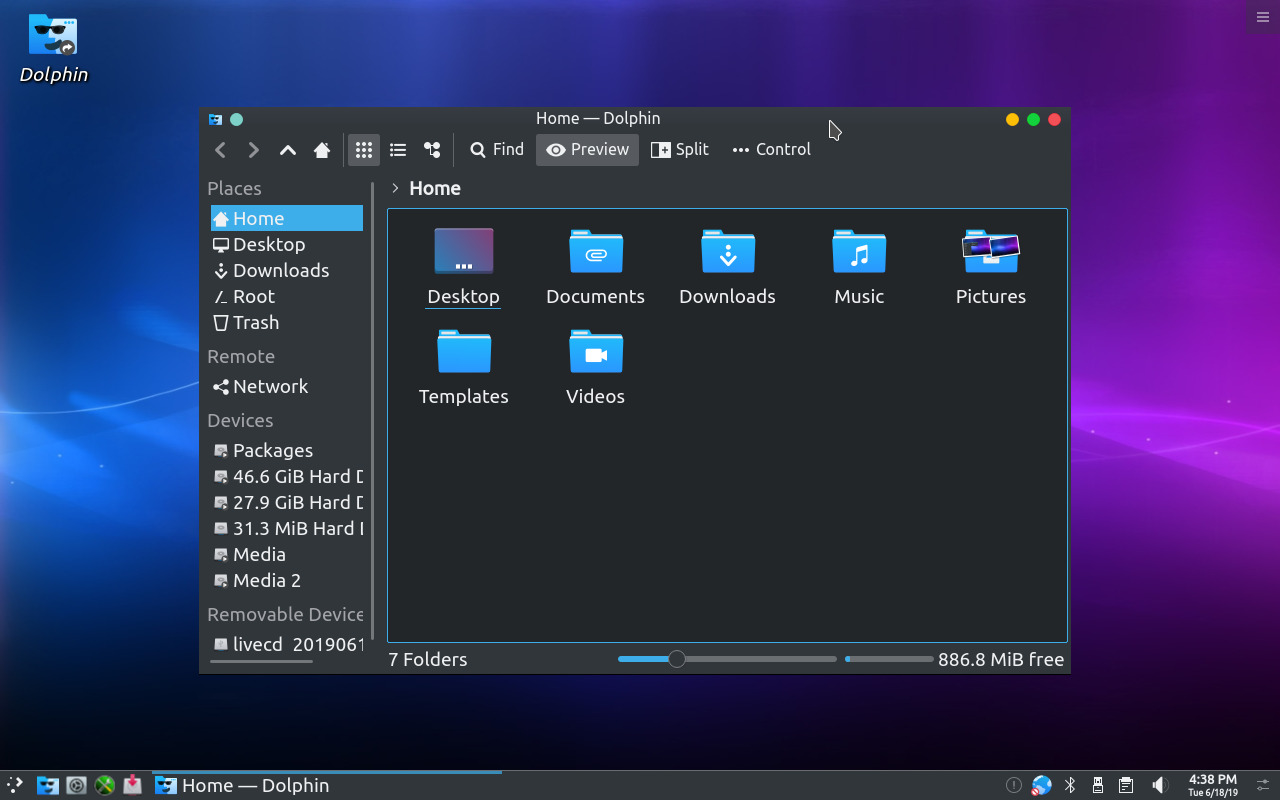 Dolphin
Home — Dolphin
Find
Preview
Split
Control
Places
Home
Desktop
Downloads
Root
Trash
Remote
Network
Devices
Packages
46.6 GiB Hard D
27.9 GiB Hard D
31.3 MiB Hard
Media
Media 2
Removable Device
livecd 2019061
Home
Desktop
Documents
Downloads
Music
Pictures
Templates
Videos
7 Folders
886.8 MiB free
Home — Dolphin
4:38 PM
Tue 6/18/19